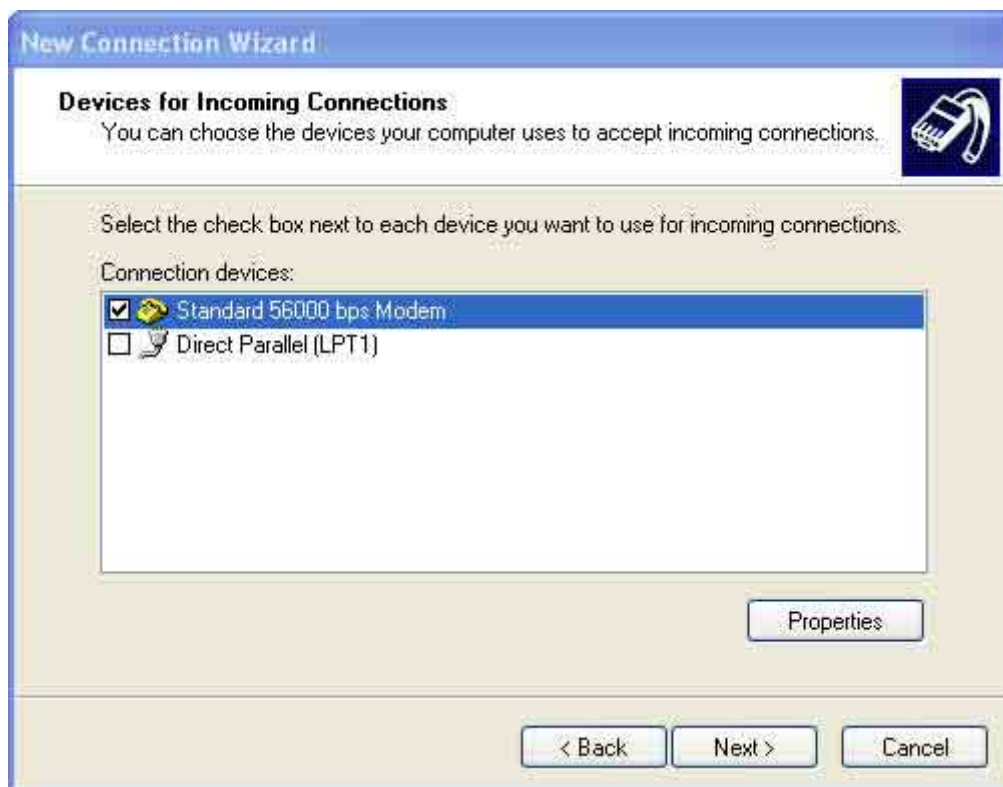 New Connection Wizard
Devices for Incoming Connections
You can choose the devices your computer uses to accept incoming connections.
Select the check box next to each device you want to use for incoming connections.
Connection devices:
Standard 56000 bps Modem
Direct Parallel (LPT1)
Properties
< Back Next > Cancel